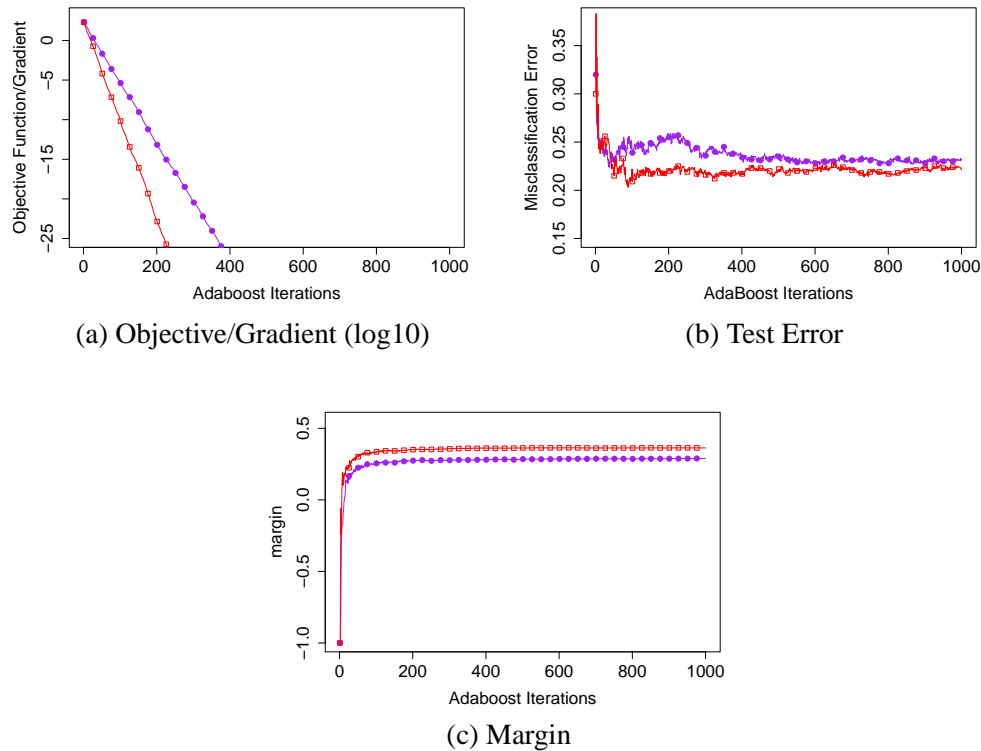 0
-5
-15
-25
Objective Function/Gradient
0 200 400 600 800 1000
Adaboost Iterations
(a) Objective/Gradient (log10)
0.35
0.30
0.25
0.20
0.15
Misclassification Error
0 200 400 600 800 1000
AdaBoost Iterations
(b) Test Error
0.5
0.0
−0.5
−1.0
margin
0 200 400 600 800 1000
Adaboost Iterations
(c) Margin